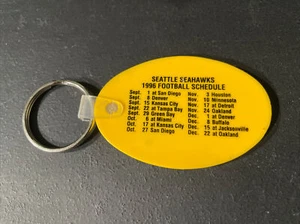 SEATTLE SEAHAWKS
1996 FOOTBALL SCHEDULE
Sept. 1 at San Diego Nov. 3 Houston
Sept. 8 Denver Nov. 10 Minnesota
Sept. 15 Kansas City Nov. 17 at Detroit
Sept. 22 at Tampa Bay Nov. 24 Oakland
Sept. 29 Green Bay Dec. 1 at Denver
Oct. 6 at Miami Dec. 8 Buffalo
Oct. 17 at Kansas City Dec. 15 at Jacksonville
Oct. 27 San Diego Dec. 22 at Oakland